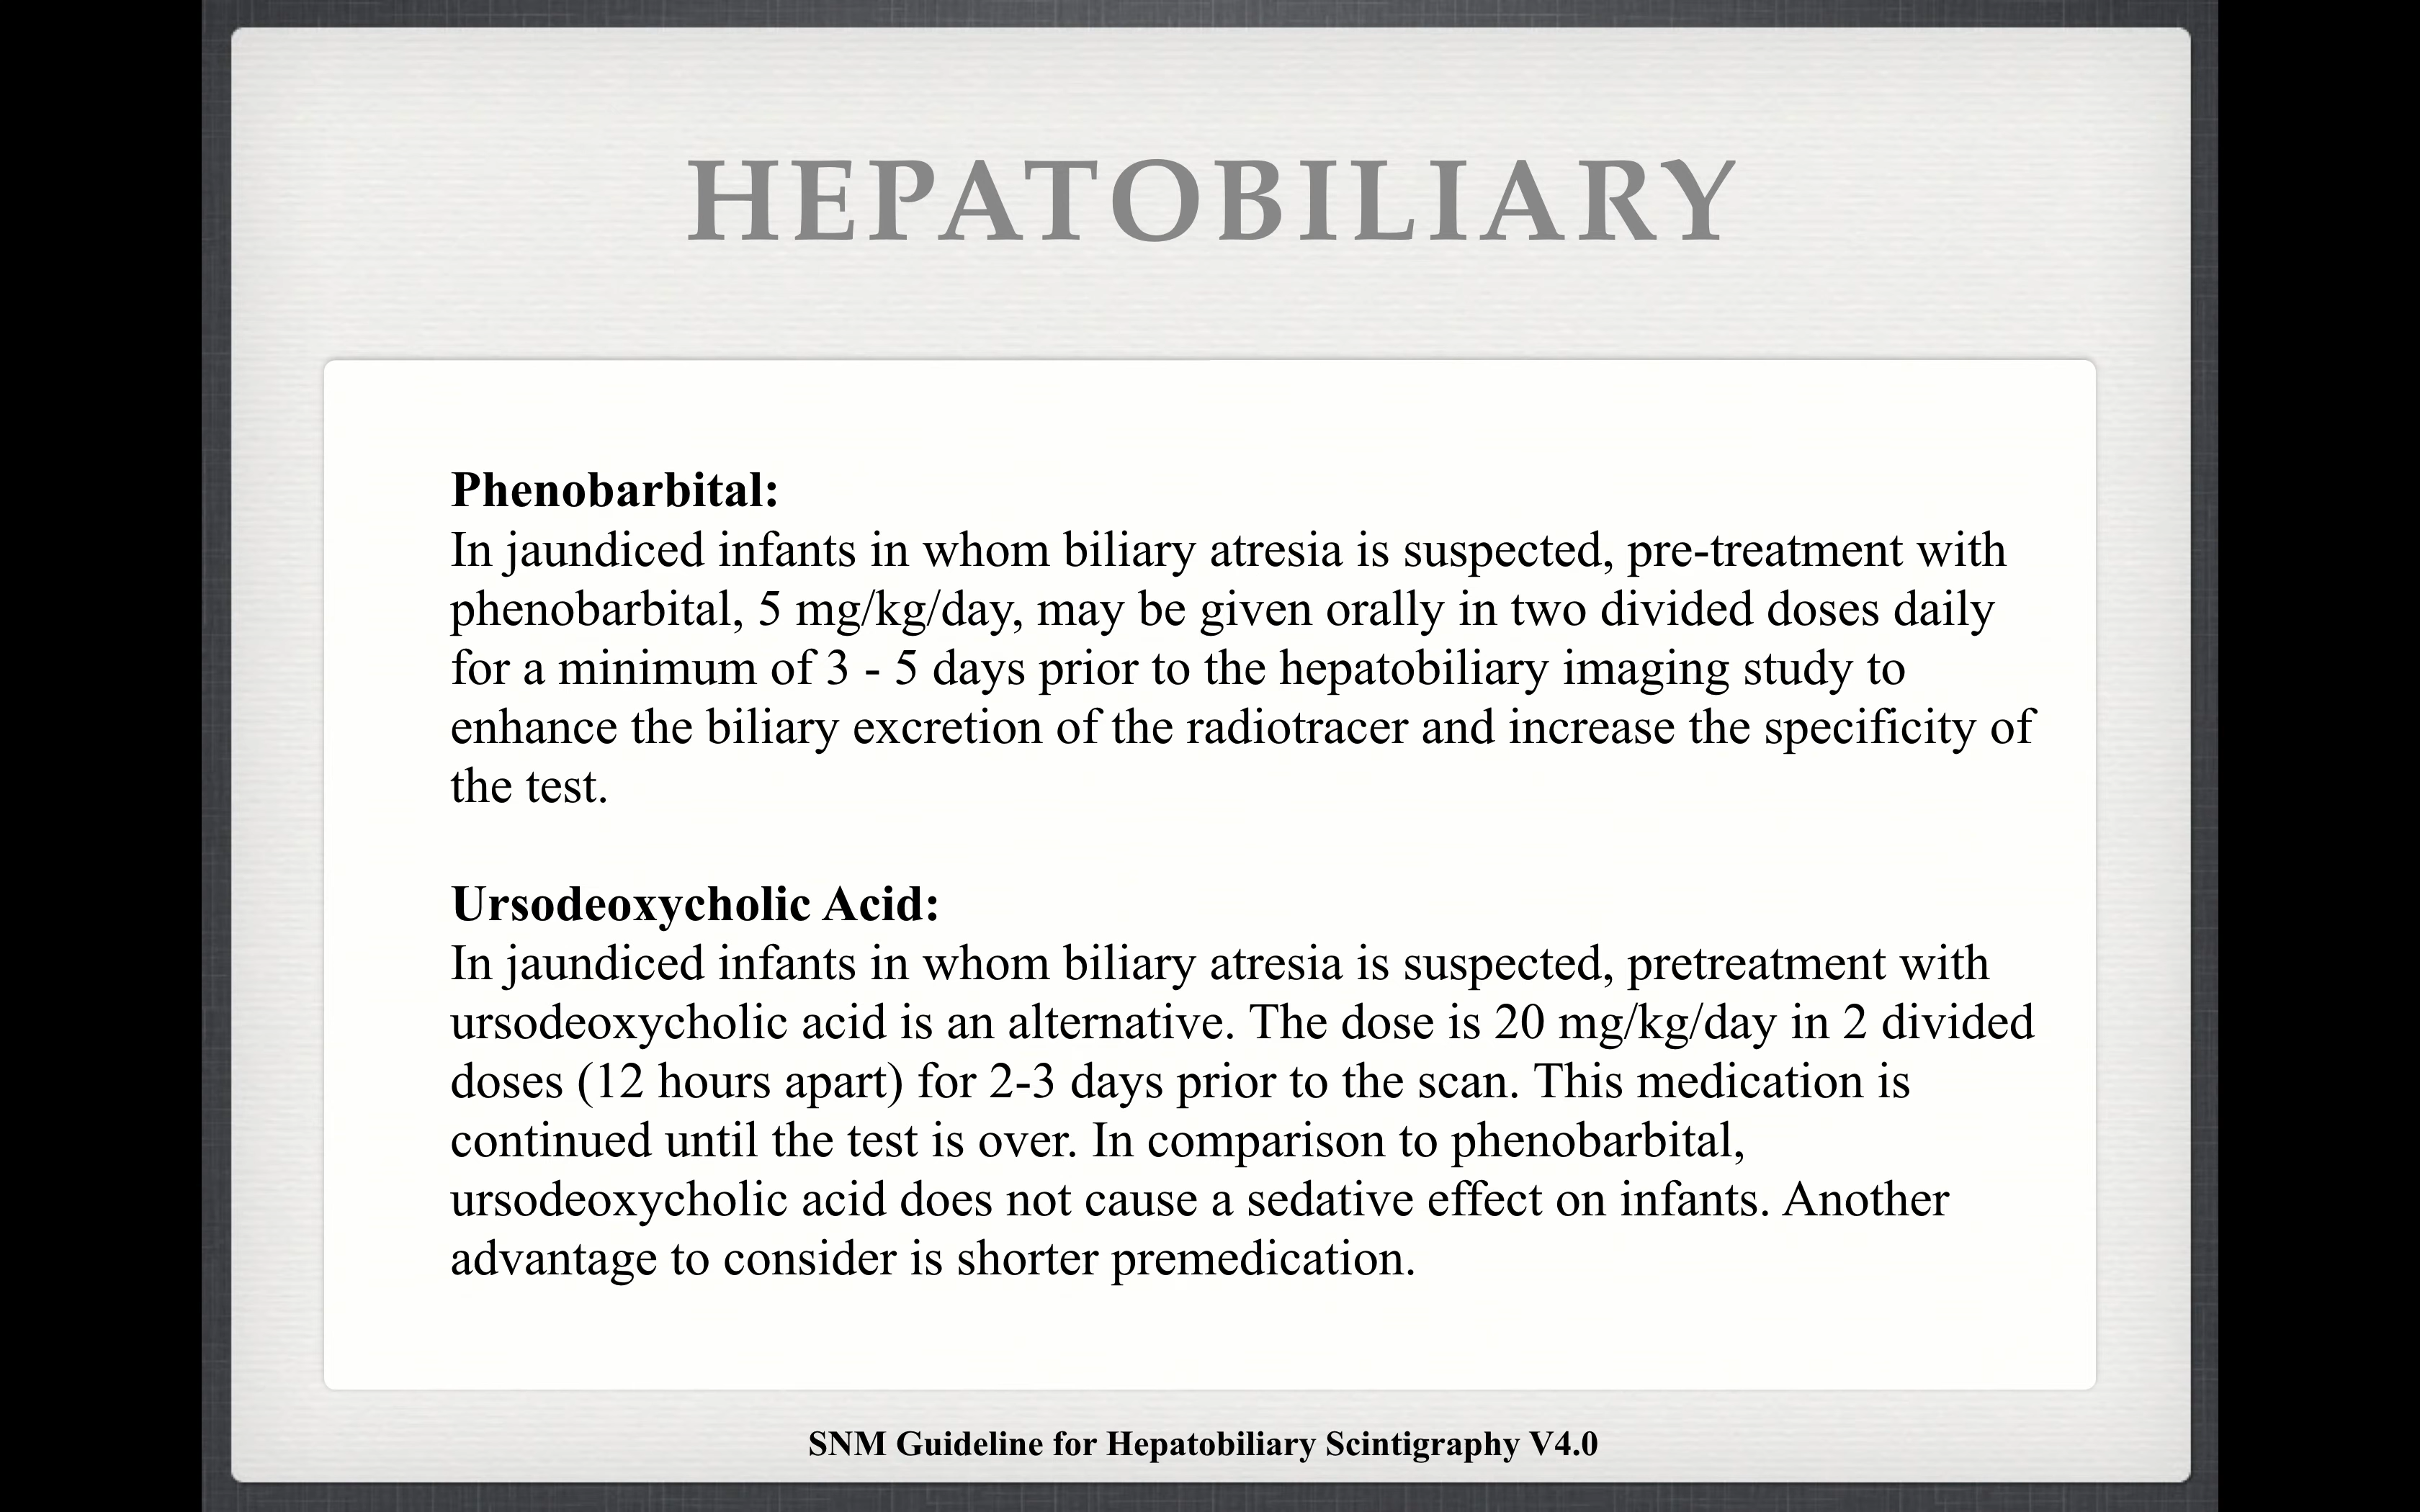 HEPATOBILIARY
Phenobarbital:
In jaundiced infants in whom biliary atresia is suspected, pre-treatment with
phenobarbital, 5 mg/kg/day, may be given orally in two divided doses daily
for a minimum of 3 - 5 days prior to the hepatobiliary imaging study to
enhance the biliary excretion of the radiotracer and increase the specificity of
the test.
Ursodeoxycholic Acid:
In jaundiced infants in whom biliary atresia is suspected, pretreatment with
ursodeoxycholic acid is an alternative. The dose is 20 mg/kg/day in 2 divided
doses (12 hours apart) for 2-3 days prior to the scan. This medication is
continued until the test is over. In comparison to phenobarbital,
ursodeoxycholic acid does not cause a sedative effect on infants. Another
advantage to consider is shorter premedication.
SNM Guideline for Hepatobiliary Scintigraphy V4.0